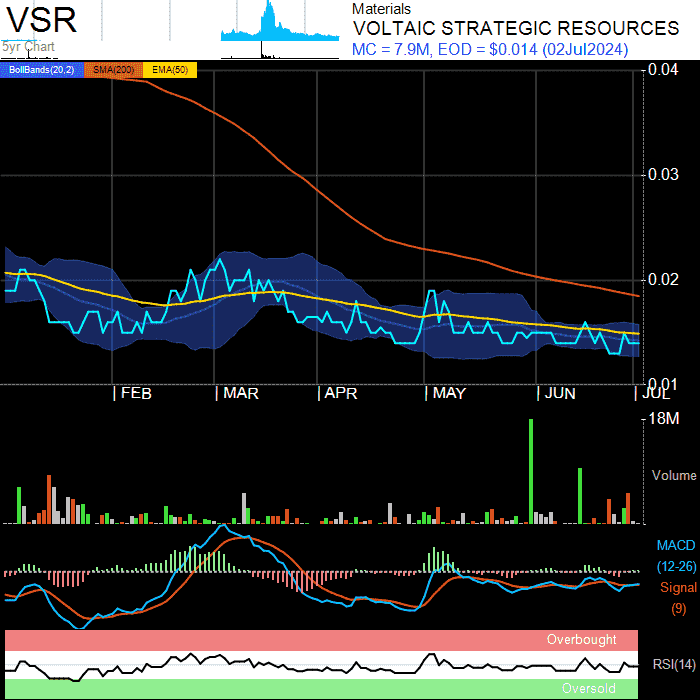 VSR
5yr Chart
Materials
VOLTAIC STRATEGIC RESOURCES
MC = 7.9M, EOD = $0.014 (02Jul2024)
BollBands(20,2) SMA(200) EMA(50)
0.04
0.03
0.02
0.01
FEB MAR APR MAY JUN JUL
18M
Volume
MACD
(12-26)
Signal
(9)
Overbought
RSI(14)
Oversold